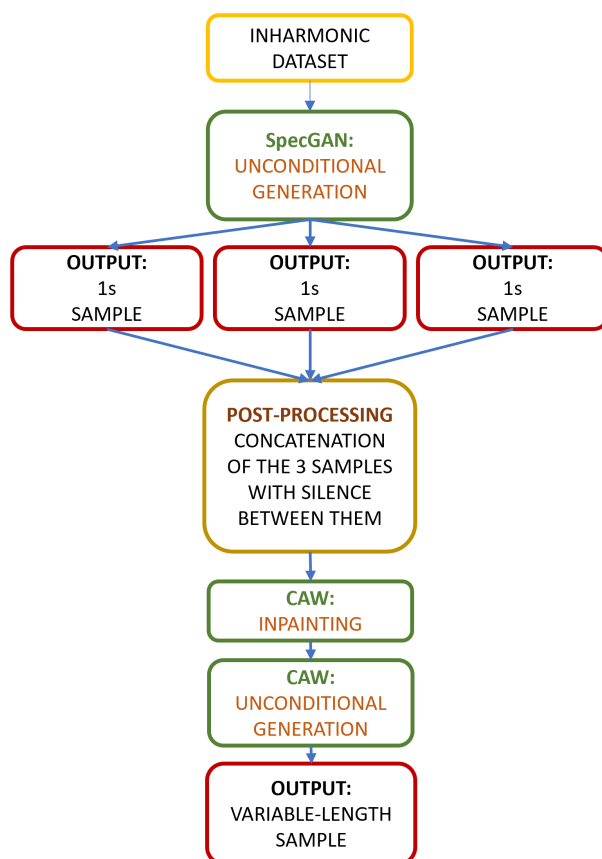 INHARMONIC
DATASET
SpecGAN:
UNCONDITIONAL
GENERATION
OUTPUT:
1s
SAMPLE
OUTPUT:
1s
SAMPLE
OUTPUT:
1s
SAMPLE
POST-PROCESSING
CONCATENATION
OF THE 3 SAMPLES
WITH SILENCE
BETWEEN THEM
CAW:
INPAINTING
CAW:
UNCONDITIONAL
GENERATION
OUTPUT:
VARIABLE-LENGTH
SAMPLE